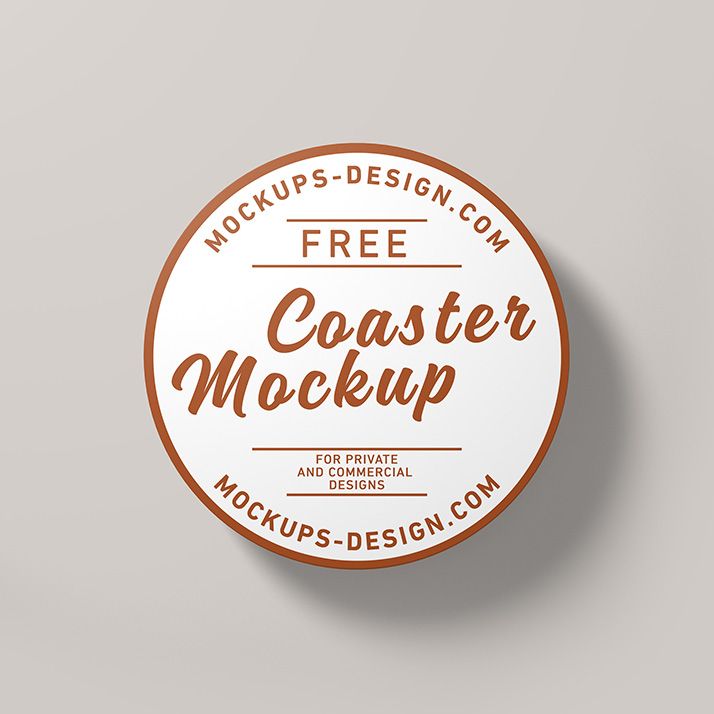 MOCKUPS-DESIGN.COM
FREE
Coaster
Mockup
FOR PRIVATE
AND COMMERCIAL
DESIGNS
MOCKUPS-DESIGN.COM